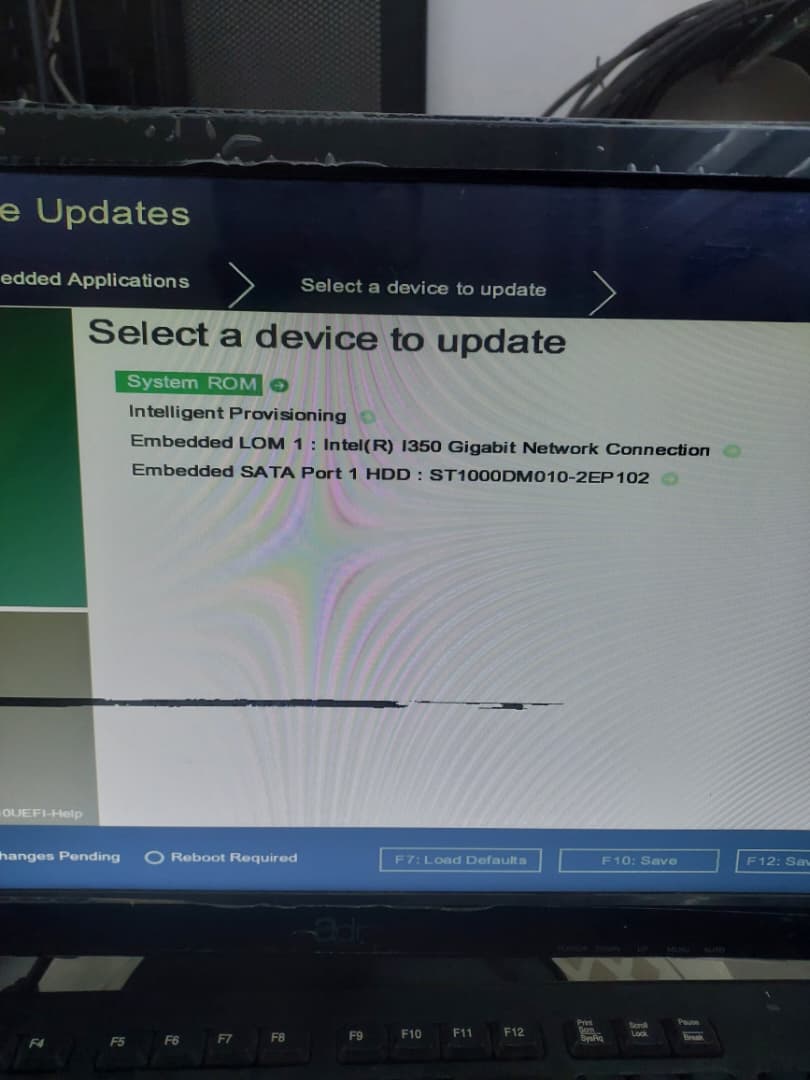 e Updates
edded Applications
Select a device to update
Select a device to update
System ROM
Intelligent Provisioning
Embedded LOM 1 : Intel(R) I350 Gigabit Network Connection
Embedded SATA Port 1 HDD : ST1000DM010-2EP102
0UEFI-Help
hanges Pending
Reboot Required
F7: Load Defaults
F10: Save
F12: Sav
MENU
F4
F5
F6
F7
F8
F9
F10
F11
F12
Print
Scrn
SysRq
Scroll
Lock
Pause
Break